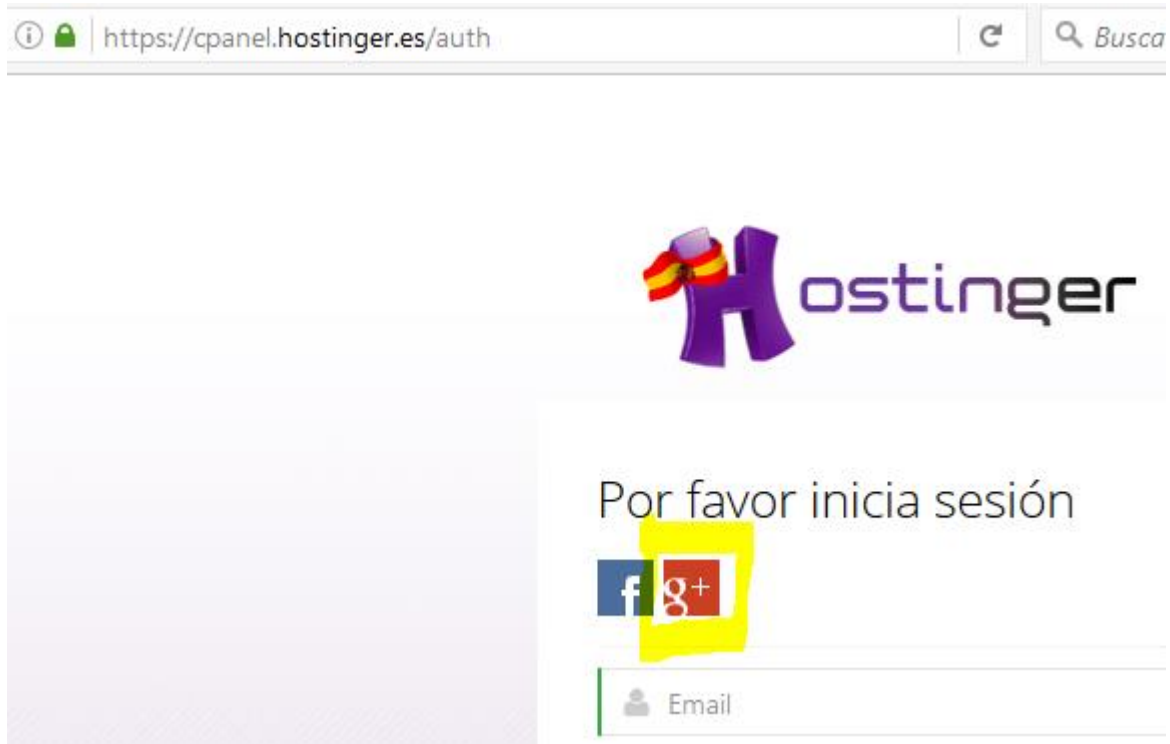 https://cpanel.hostinger.es/auth
Busca
Hostinger
Por favor inicia sesión
f g+
Email